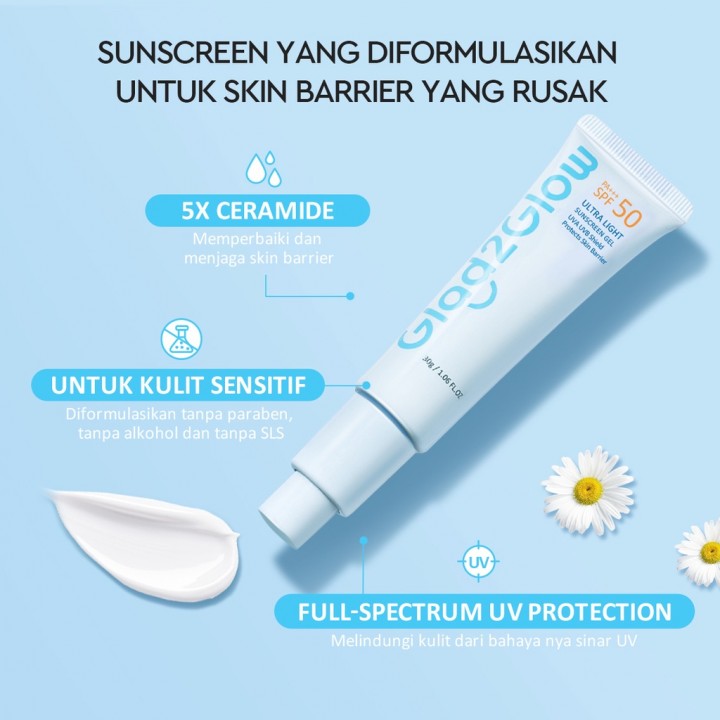 SUNSCREEN YANG DIFORMULASIKAN
UNTUK SKIN BARRIER YANG RUSAK
5X CERAMIDE
Memperbaiki dan
menjaga skin barrier
Glad2Glow
PA+++
SPF 50
ULTRA LIGHT
SUNSCREEN GEL
UVA UVB Shield
Protects Skin Barrier
30g / 1.06 FL.OZ
UNTUK KULIT SENSITIF
Diformulasikan tanpa paraben,
tanpa alkohol dan tanpa SLS
UV
FULL-SPECTRUM UV PROTECTION
Melindungi kulit dari bahaya nya sinar UV